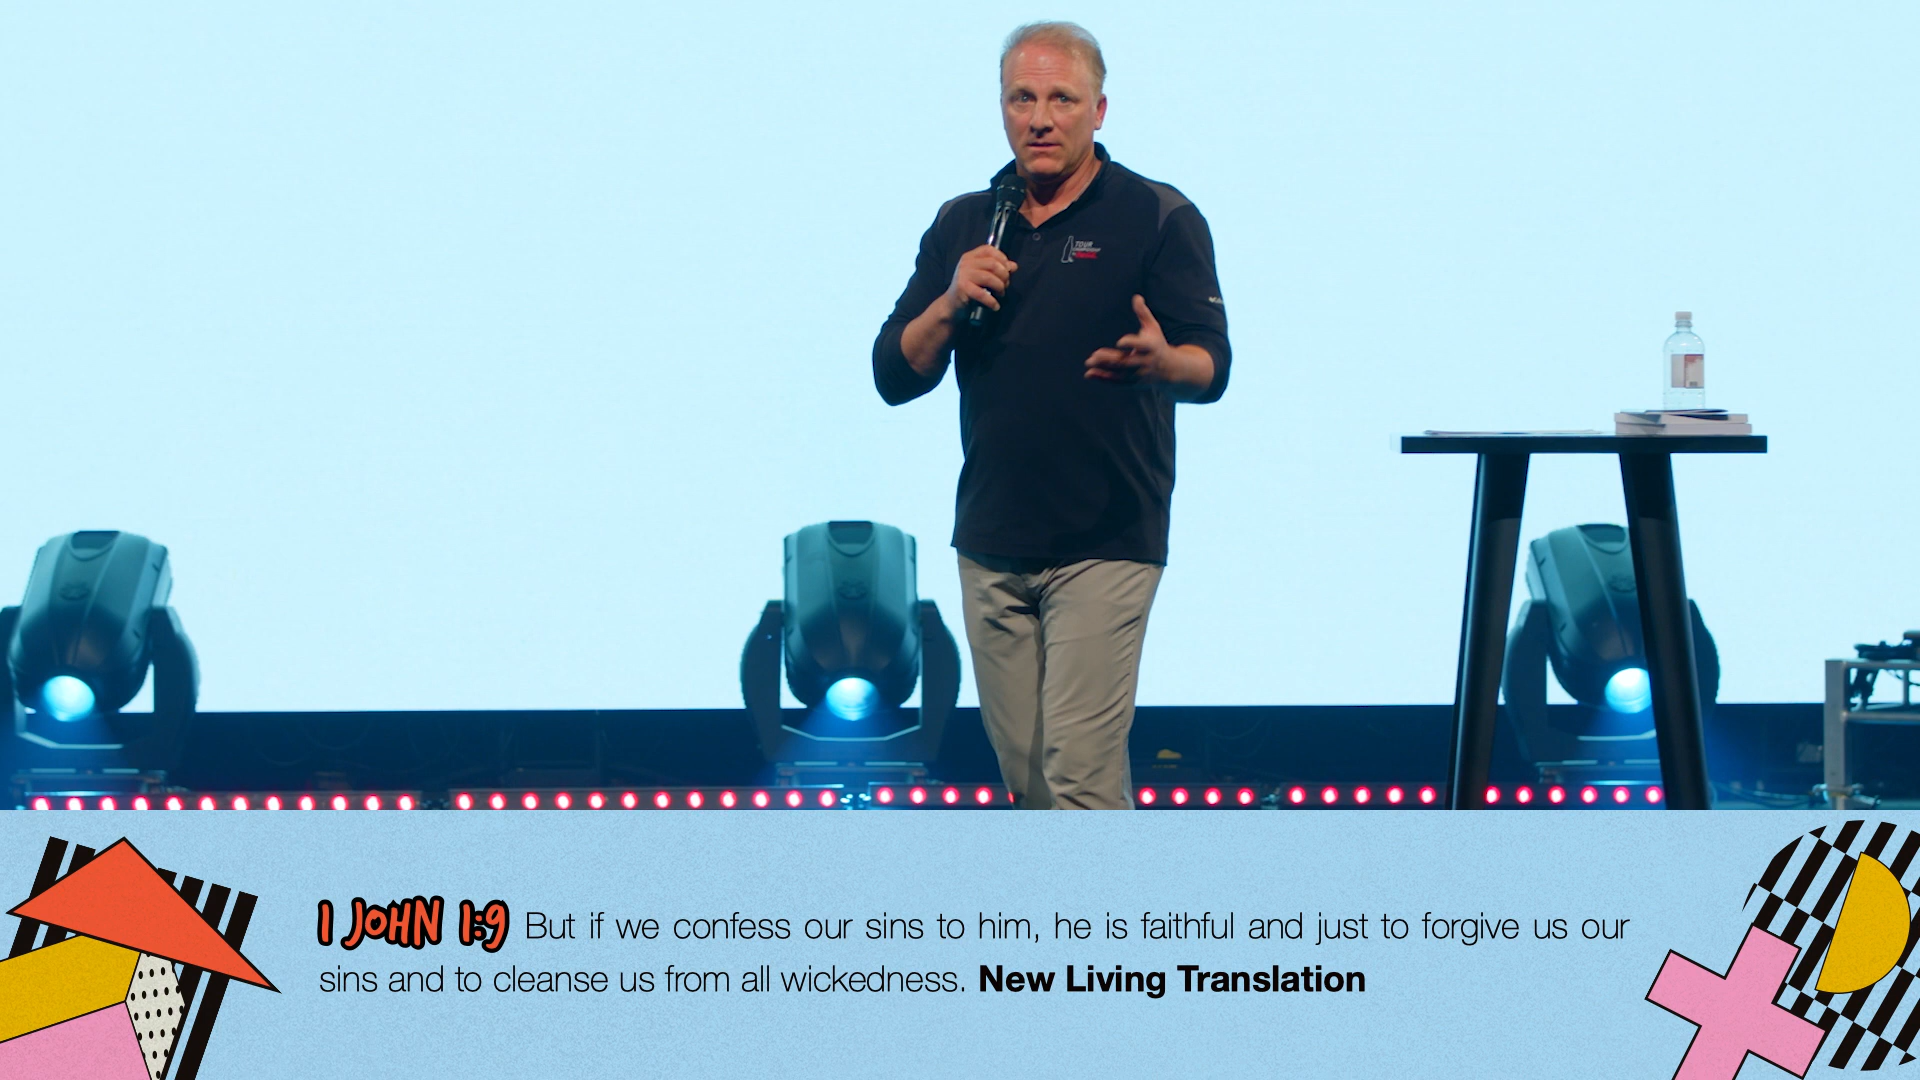 TOUR
1 JOHN 1:9 But if we confess our sins to him, he is faithful and just to forgive us our
sins and to cleanse us from all wickedness. New Living Translation